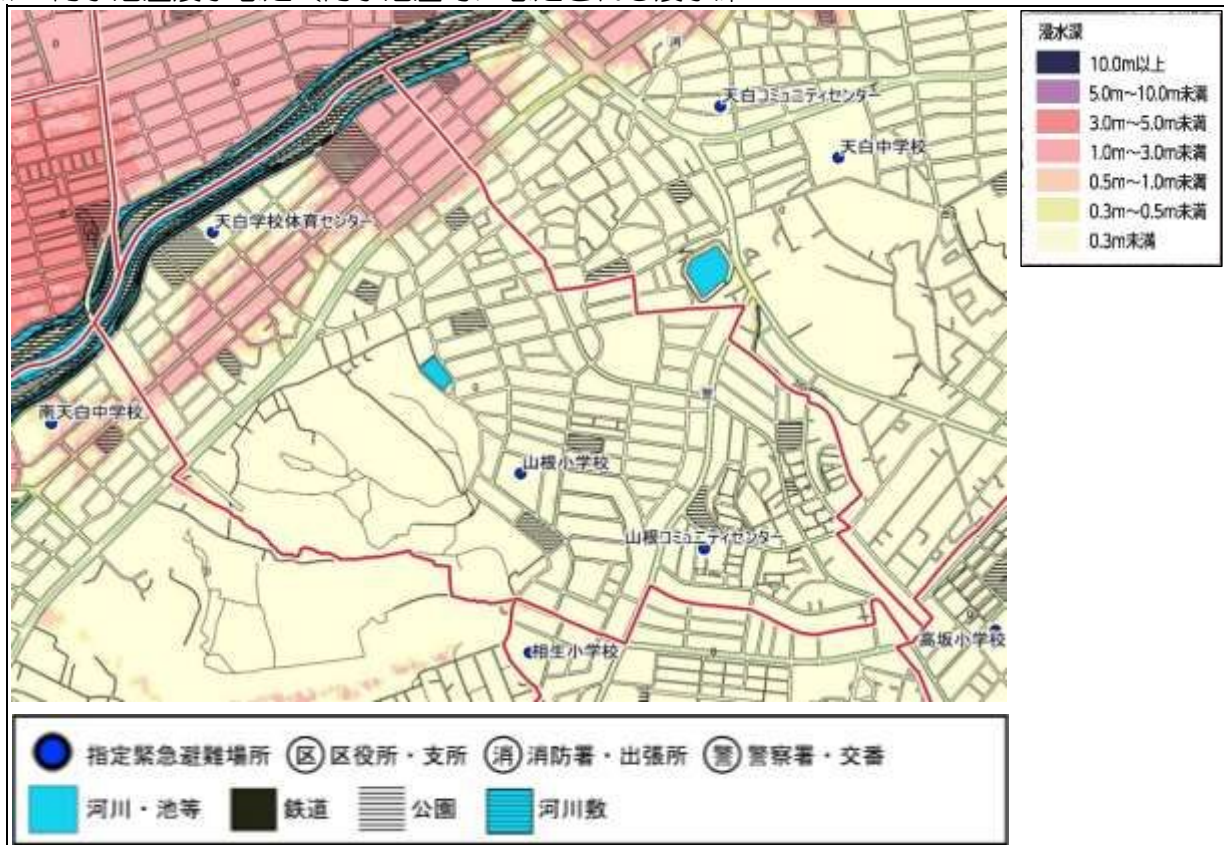 浸水深
10.0m以上
5.0m～10.0m未満
3.0m～5.0m未満
1.0m～3.0m未満
0.5m～1.0m未満
0.3m～0.5m未満
0.3m未満
消
天白コミュニティセンター
天白中学校
天白学校体育センター
南天白中学校
警
山根小学校
山根コミュニティセンター
相生小学校
高坂小学校
指定緊急避難場所 区 区役所・支所 消 消防署・出張所 警 警察署・交番
河川・池等 鉄道 公園 河川敷